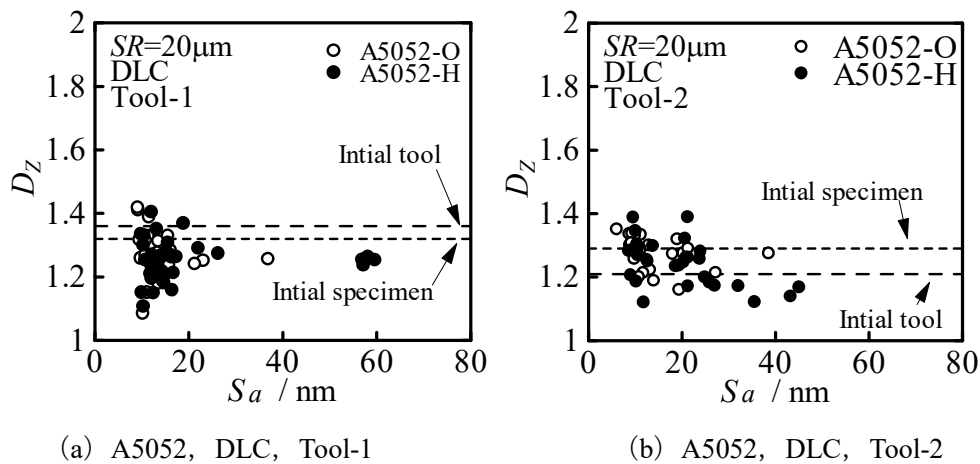 2
1.8
1.6
1.4
1.2
1
D_Z
SR=20μm
DLC
Tool-1
A5052-O
A5052-H
Intial tool
Intial specimen
0 20 40 60 80
Sa / nm
(a) A5052, DLC, Tool-1
2
1.8
1.6
1.4
1.2
1
D_Z
SR=20μm
DLC
Tool-2
A5052-O
A5052-H
Intial specimen
Intial tool
0 20 40 60 80
Sa / nm
(b) A5052, DLC, Tool-2